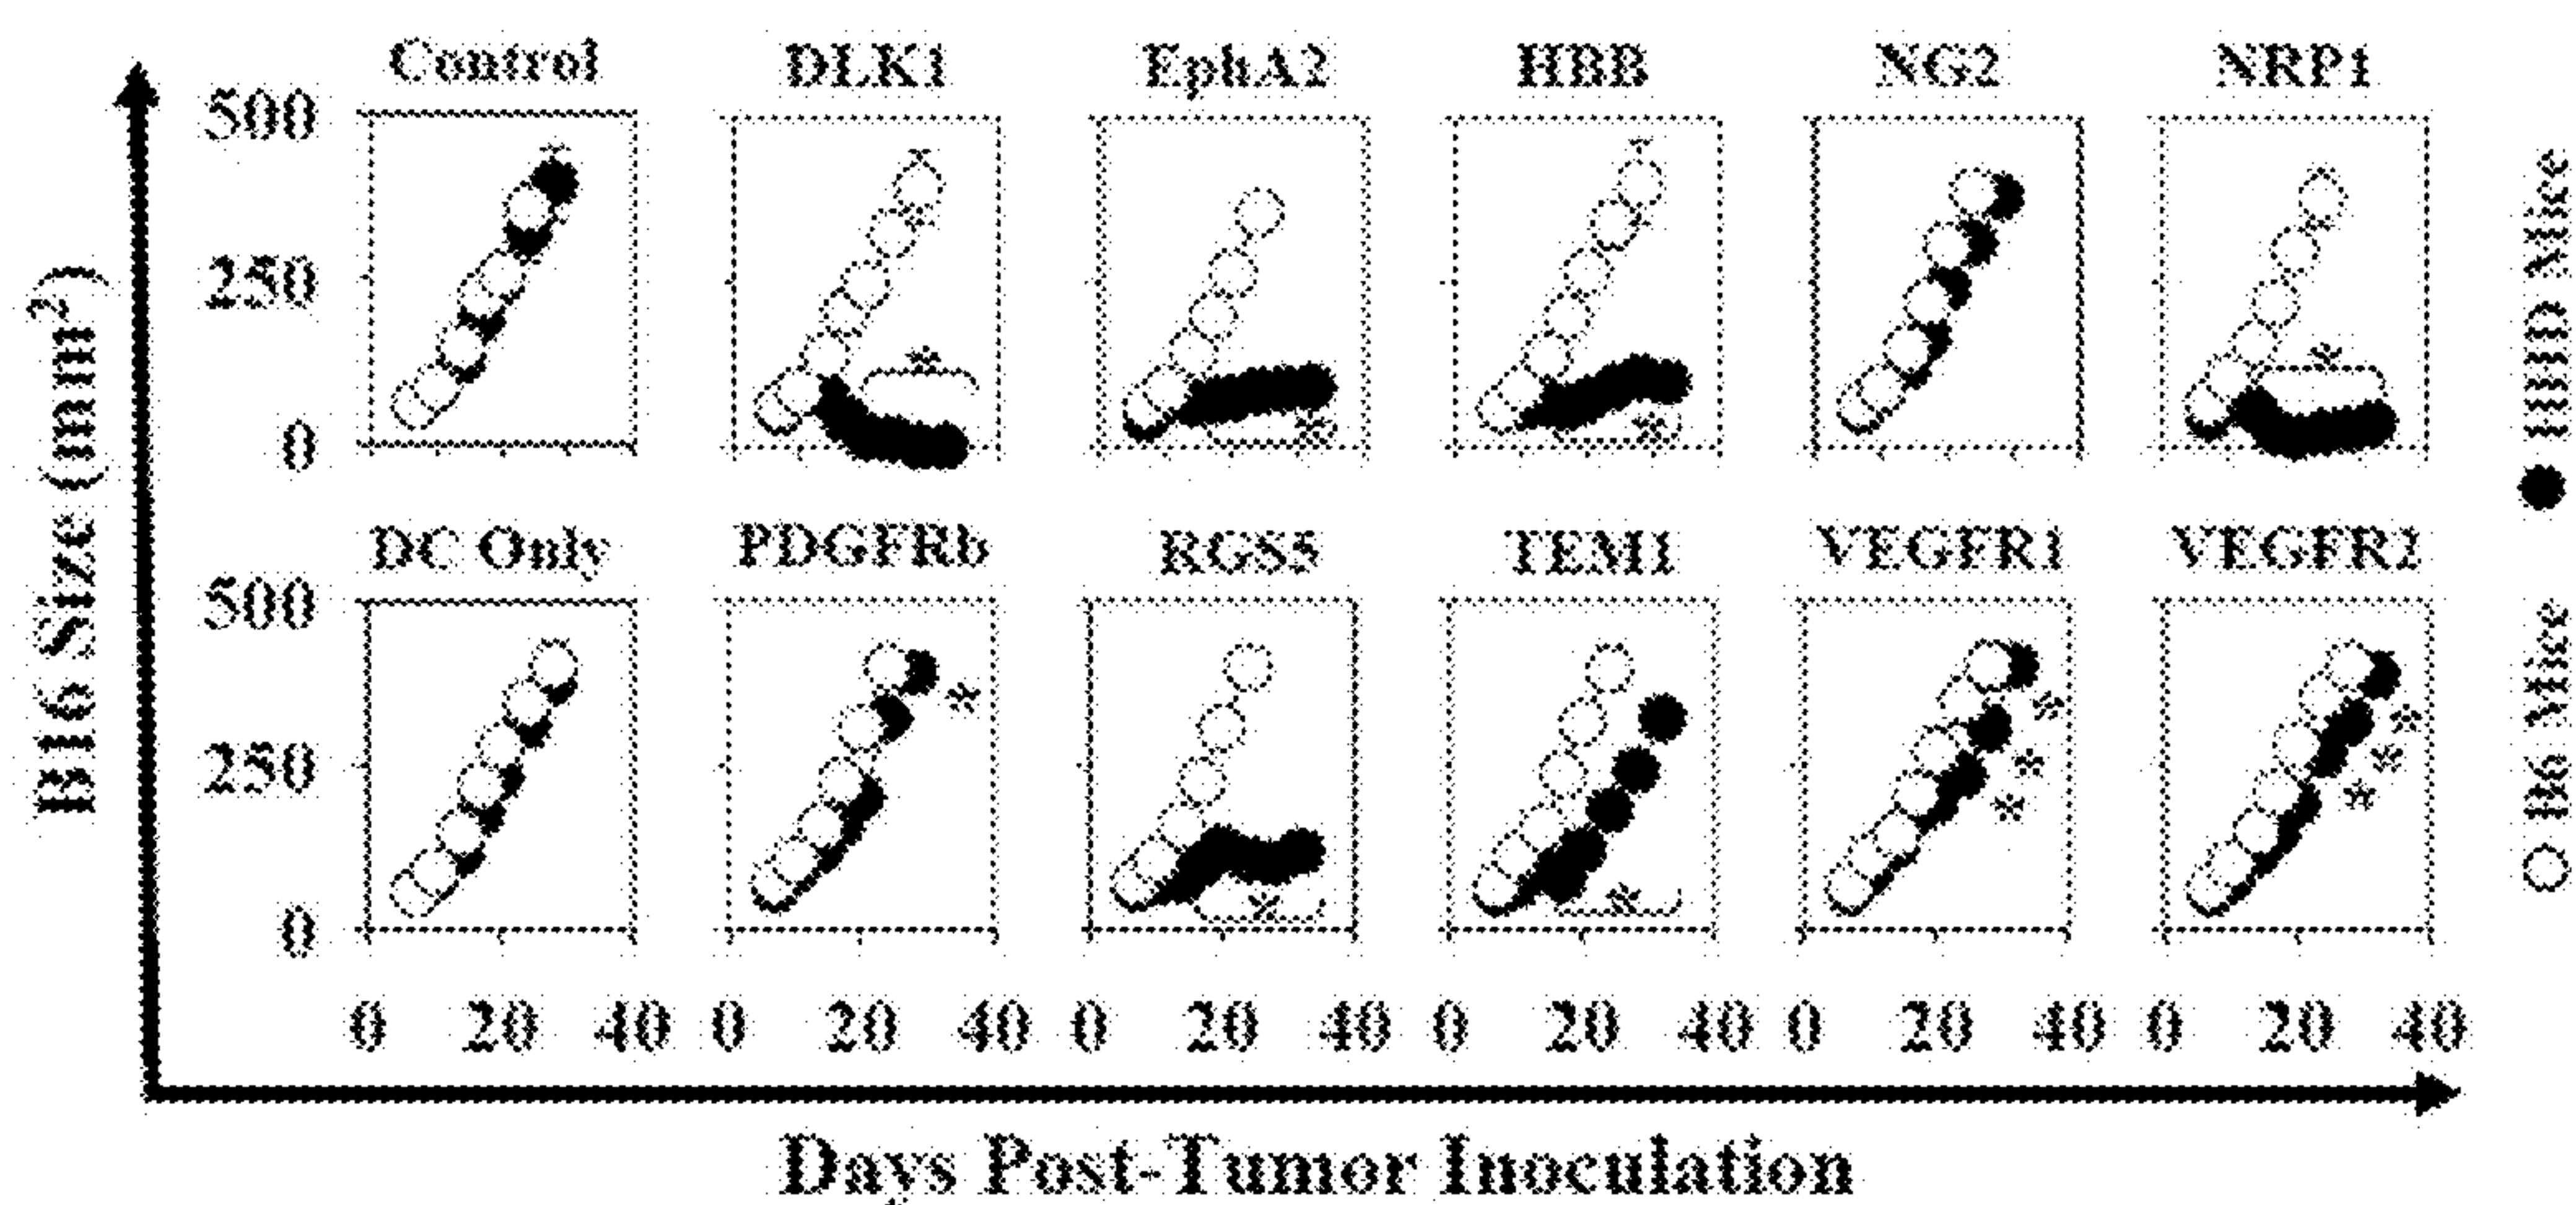 Control DLK1 EphA2 HBB NG2 NRP1
500
250
0
DC Only PDGFRb RGS5 TEM1 VEGFR1 VEGFR2
500
250
0
0 20 40 0 20 40 0 20 40 0 20 40 0 20 40 0 20 40
Days Post-Tumor Inoculation
B16 Size (mm²)
B6 Mice
HHD Mice